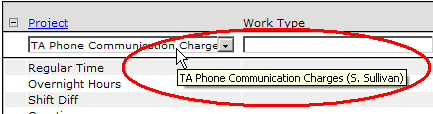 Project Work Type
TA Phone Communication Charge
TA Phone Communication Charges (S. Sullivan)
Regular Time
Overnight Hours
Shift Diff